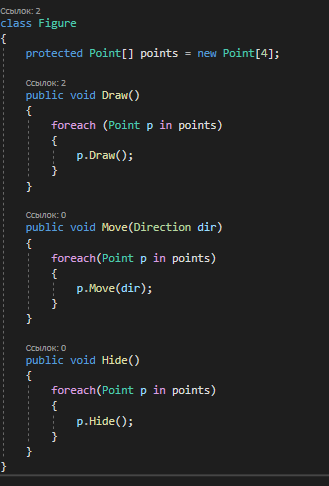 Ссылок: 2
class Figure
{
protected Point[] points = new Point[4];
Ссылок: 2
public void Draw()
{
foreach (Point p in points)
{
p.Draw();
}
}
Ссылок: 0
public void Move(Direction dir)
{
foreach(Point p in points)
{
p.Move(dir);
}
}
Ссылок: 0
public void Hide()
{
foreach(Point p in points)
{
p.Hide();
}
}
}